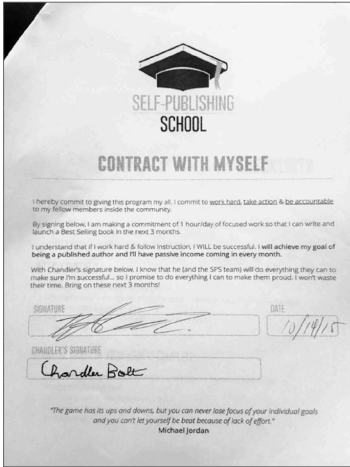 SELF-PUBLISHING
SCHOOL
CONTRACT WITH MYSELF
I hereby commit to giving this program my all. I commit to work hard, take action & be accountable
to my fellow members inside the community.
By signing below, I am making a commitment of 1 hour/day of focused work so that I can write and
launch a Best Selling book in the next 3 months.
I understand that if I work hard & follow instruction, I WILL be successful. I will achieve my goal of
being a published author and I'll have passive income coming in every month.
With Chandler's signature below, I know that he (and the SPS team) will do everything they can to
make sure I'm successful... so I promise to do everything I can to make them proud. I won't waste
their time. Bring on these next 3 months!
SIGNATURE
DATE
10/19/15
CHANDLER'S SIGNATURE
Chandler Bolt
"The game has its ups and downs, but you can never lose focus of your individual goals
and you can't let yourself be beat because of lack of effort."
Michael Jordan